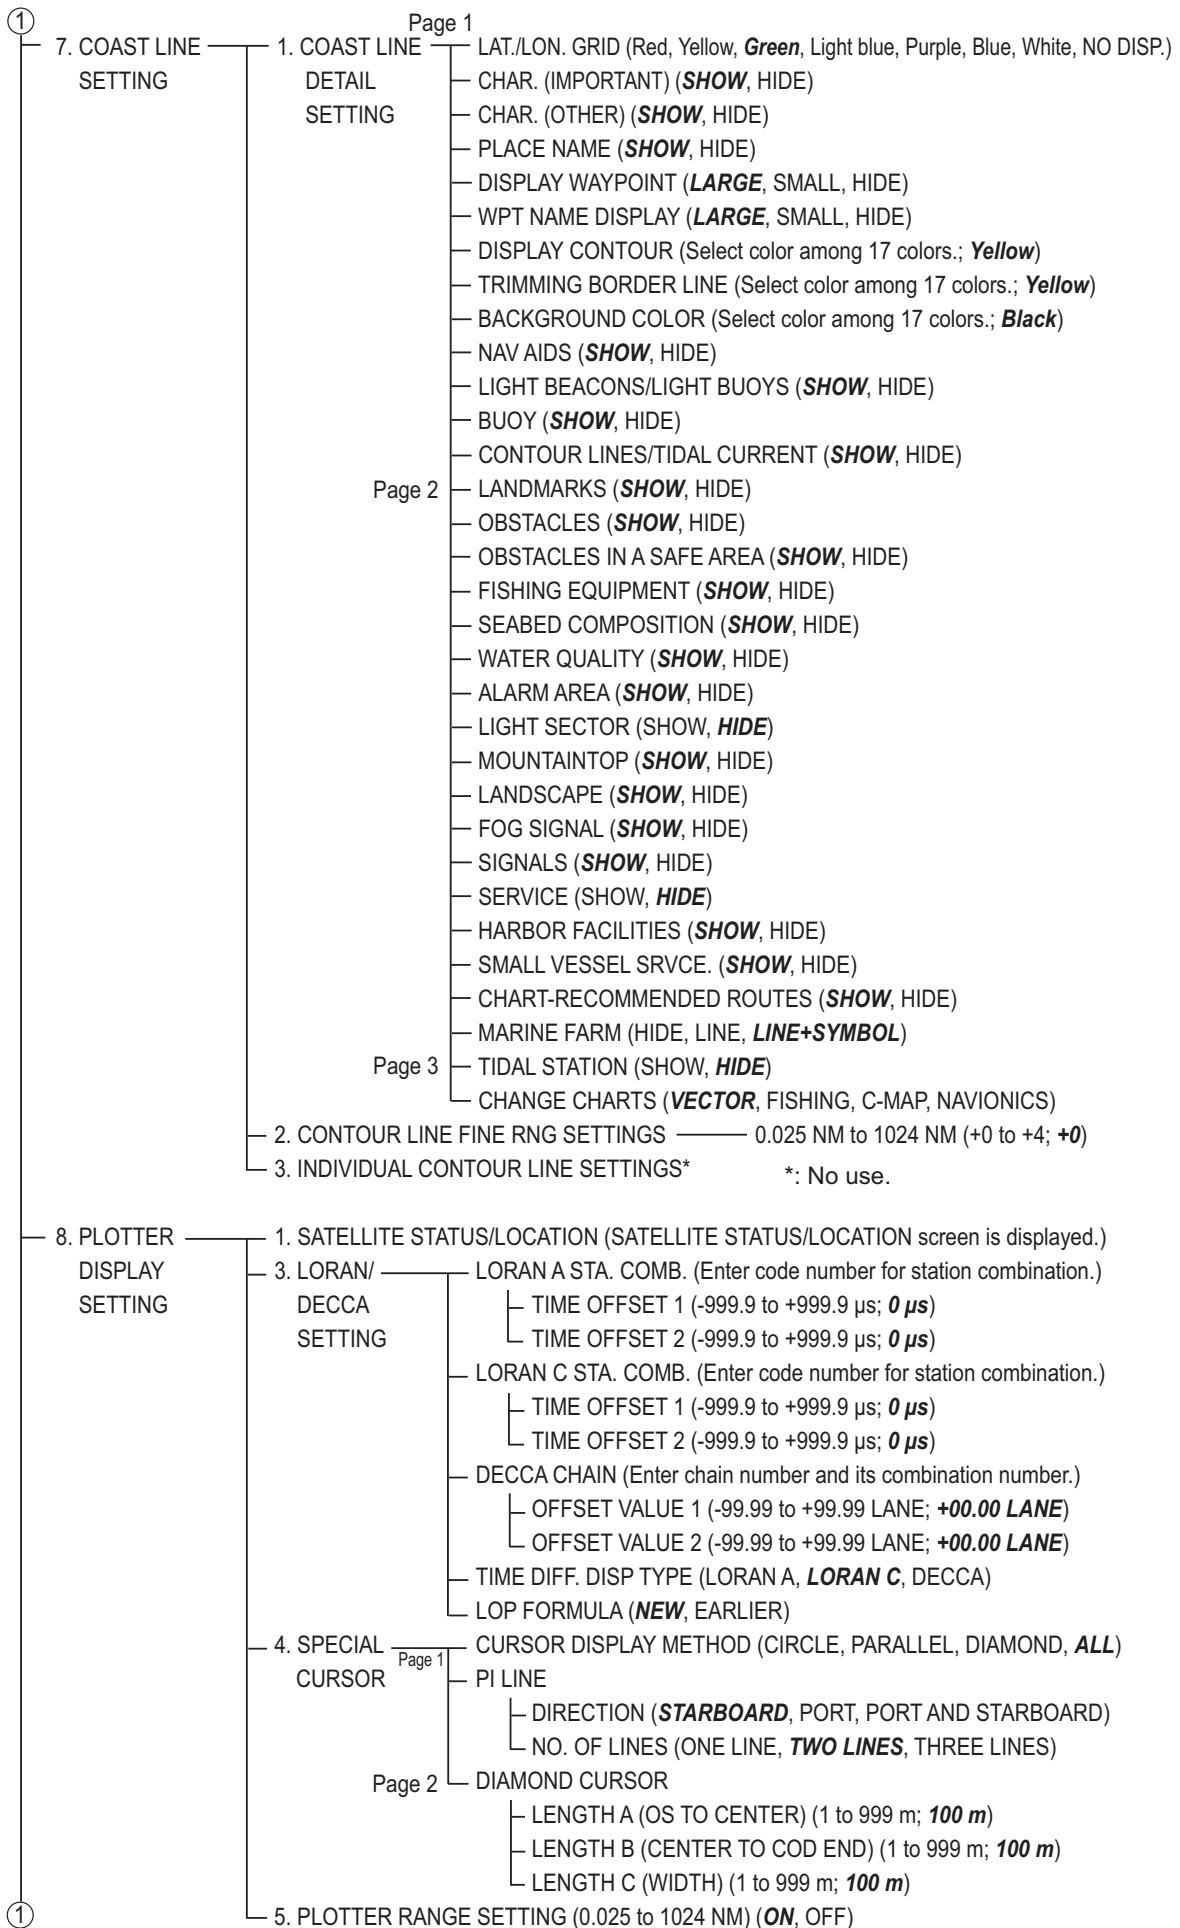 ①
Page 1
7. COAST LINE 1. COAST LINE LAT./LON. GRID (Red, Yellow, Green, Light blue, Purple, Blue, White, NO DISP.)
SETTING DETAIL CHAR. (IMPORTANT) (SHOW, HIDE)
SETTING CHAR. (OTHER) (SHOW, HIDE)
PLACE NAME (SHOW, HIDE)
DISPLAY WAYPOINT (LARGE, SMALL, HIDE)
WPT NAME DISPLAY (LARGE, SMALL, HIDE)
DISPLAY CONTOUR (Select color among 17 colors.; Yellow)
TRIMMING BORDER LINE (Select color among 17 colors.; Yellow)
BACKGROUND COLOR (Select color among 17 colors.; Black)
NAV AIDS (SHOW, HIDE)
LIGHT BEACONS/LIGHT BUOYS (SHOW, HIDE)
BUOY (SHOW, HIDE)
CONTOUR LINES/TIDAL CURRENT (SHOW, HIDE)
Page 2 LANDMARKS (SHOW, HIDE)
OBSTACLES (SHOW, HIDE)
OBSTACLES IN A SAFE AREA (SHOW, HIDE)
FISHING EQUIPMENT (SHOW, HIDE)
SEABED COMPOSITION (SHOW, HIDE)
WATER QUALITY (SHOW, HIDE)
ALARM AREA (SHOW, HIDE)
LIGHT SECTOR (SHOW, HIDE)
MOUNTAINTOP (SHOW, HIDE)
LANDSCAPE (SHOW, HIDE)
FOG SIGNAL (SHOW, HIDE)
SIGNALS (SHOW, HIDE)
SERVICE (SHOW, HIDE)
HARBOR FACILITIES (SHOW, HIDE)
SMALL VESSEL SRVCE. (SHOW, HIDE)
CHART-RECOMMENDED ROUTES (SHOW, HIDE)
MARINE FARM (HIDE, LINE, LINE+SYMBOL)
Page 3 TIDAL STATION (SHOW, HIDE)
CHANGE CHARTS (VECTOR, FISHING, C-MAP, NAVIONICS)
2. CONTOUR LINE FINE RNG SETTINGS 0.025 NM to 1024 NM (+0 to +4; +0)
3. INDIVIDUAL CONTOUR LINE SETTINGS* *: No use.
8. PLOTTER 1. SATELLITE STATUS/LOCATION (SATELLITE STATUS/LOCATION screen is displayed.)
DISPLAY 3. LORAN/ LORAN A STA. COMB. (Enter code number for station combination.)
SETTING DECCA TIME OFFSET 1 (-999.9 to +999.9 µs; 0 µs)
SETTING TIME OFFSET 2 (-999.9 to +999.9 µs; 0 µs)
LORAN C STA. COMB. (Enter code number for station combination.)
TIME OFFSET 1 (-999.9 to +999.9 µs; 0 µs)
TIME OFFSET 2 (-999.9 to +999.9 µs; 0 µs)
DECCA CHAIN (Enter chain number and its combination number.)
OFFSET VALUE 1 (-99.99 to +99.99 LANE; +00.00 LANE)
OFFSET VALUE 2 (-99.99 to +99.99 LANE; +00.00 LANE)
TIME DIFF. DISP TYPE (LORAN A, LORAN C, DECCA)
LOP FORMULA (NEW, EARLIER)
4. SPECIAL Page 1 CURSOR DISPLAY METHOD (CIRCLE, PARALLEL, DIAMOND, ALL)
CURSOR PI LINE
DIRECTION (STARBOARD, PORT, PORT AND STARBOARD)
NO. OF LINES (ONE LINE, TWO LINES, THREE LINES)
Page 2 DIAMOND CURSOR
LENGTH A (OS TO CENTER) (1 to 999 m; 100 m)
LENGTH B (CENTER TO COD END) (1 to 999 m; 100 m)
LENGTH C (WIDTH) (1 to 999 m; 100 m)
① 5. PLOTTER RANGE SETTING (0.025 to 1024 NM) (ON, OFF)